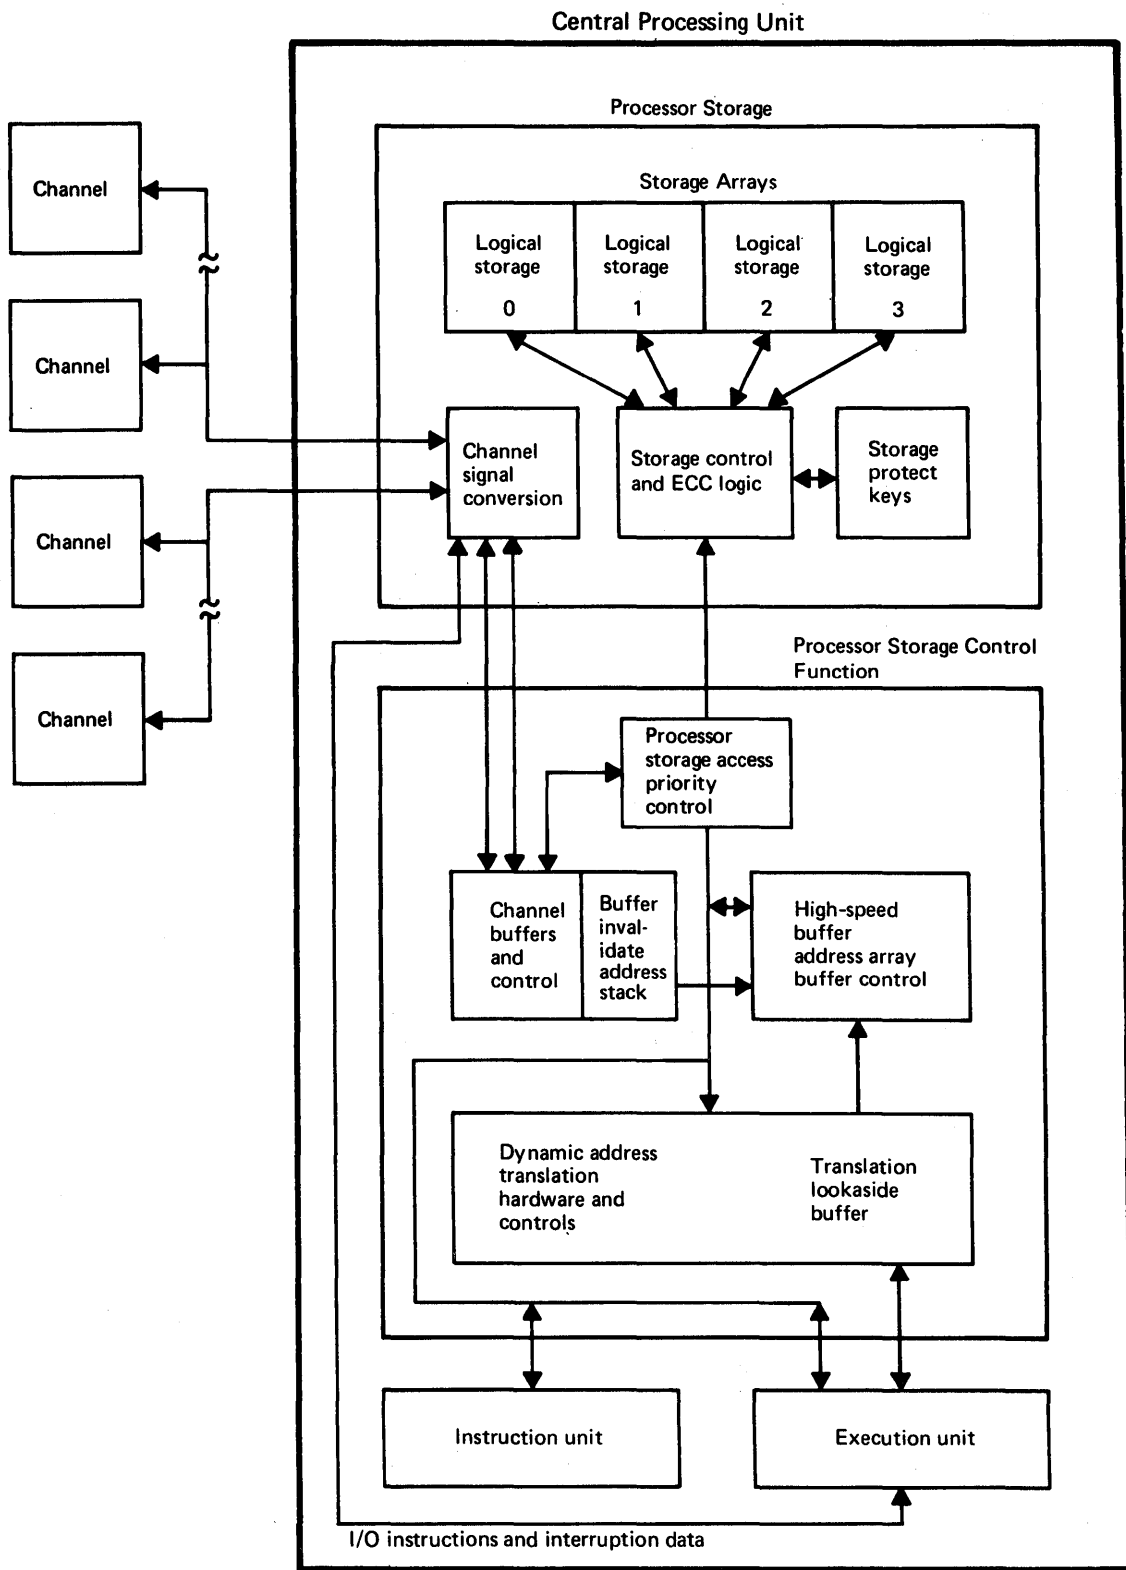 Central Processing Unit
Processor Storage
Storage Arrays
Logical
storage
0
Logical
storage
1
Logical
storage
2
Logical
storage
3
Channel
Channel
Channel
Channel
Channel
signal
conversion
Storage control
and ECC logic
Storage
protect
keys
Processor Storage Control
Function
Processor
storage access
priority
control
Channel
buffers
and
control
Buffer
inval-
idate
address
stack
High-speed
buffer
address array
buffer control
Dynamic address
translation
hardware and
controls
Translation
lookaside
buffer
Instruction unit
Execution unit
I/O instructions and interruption data